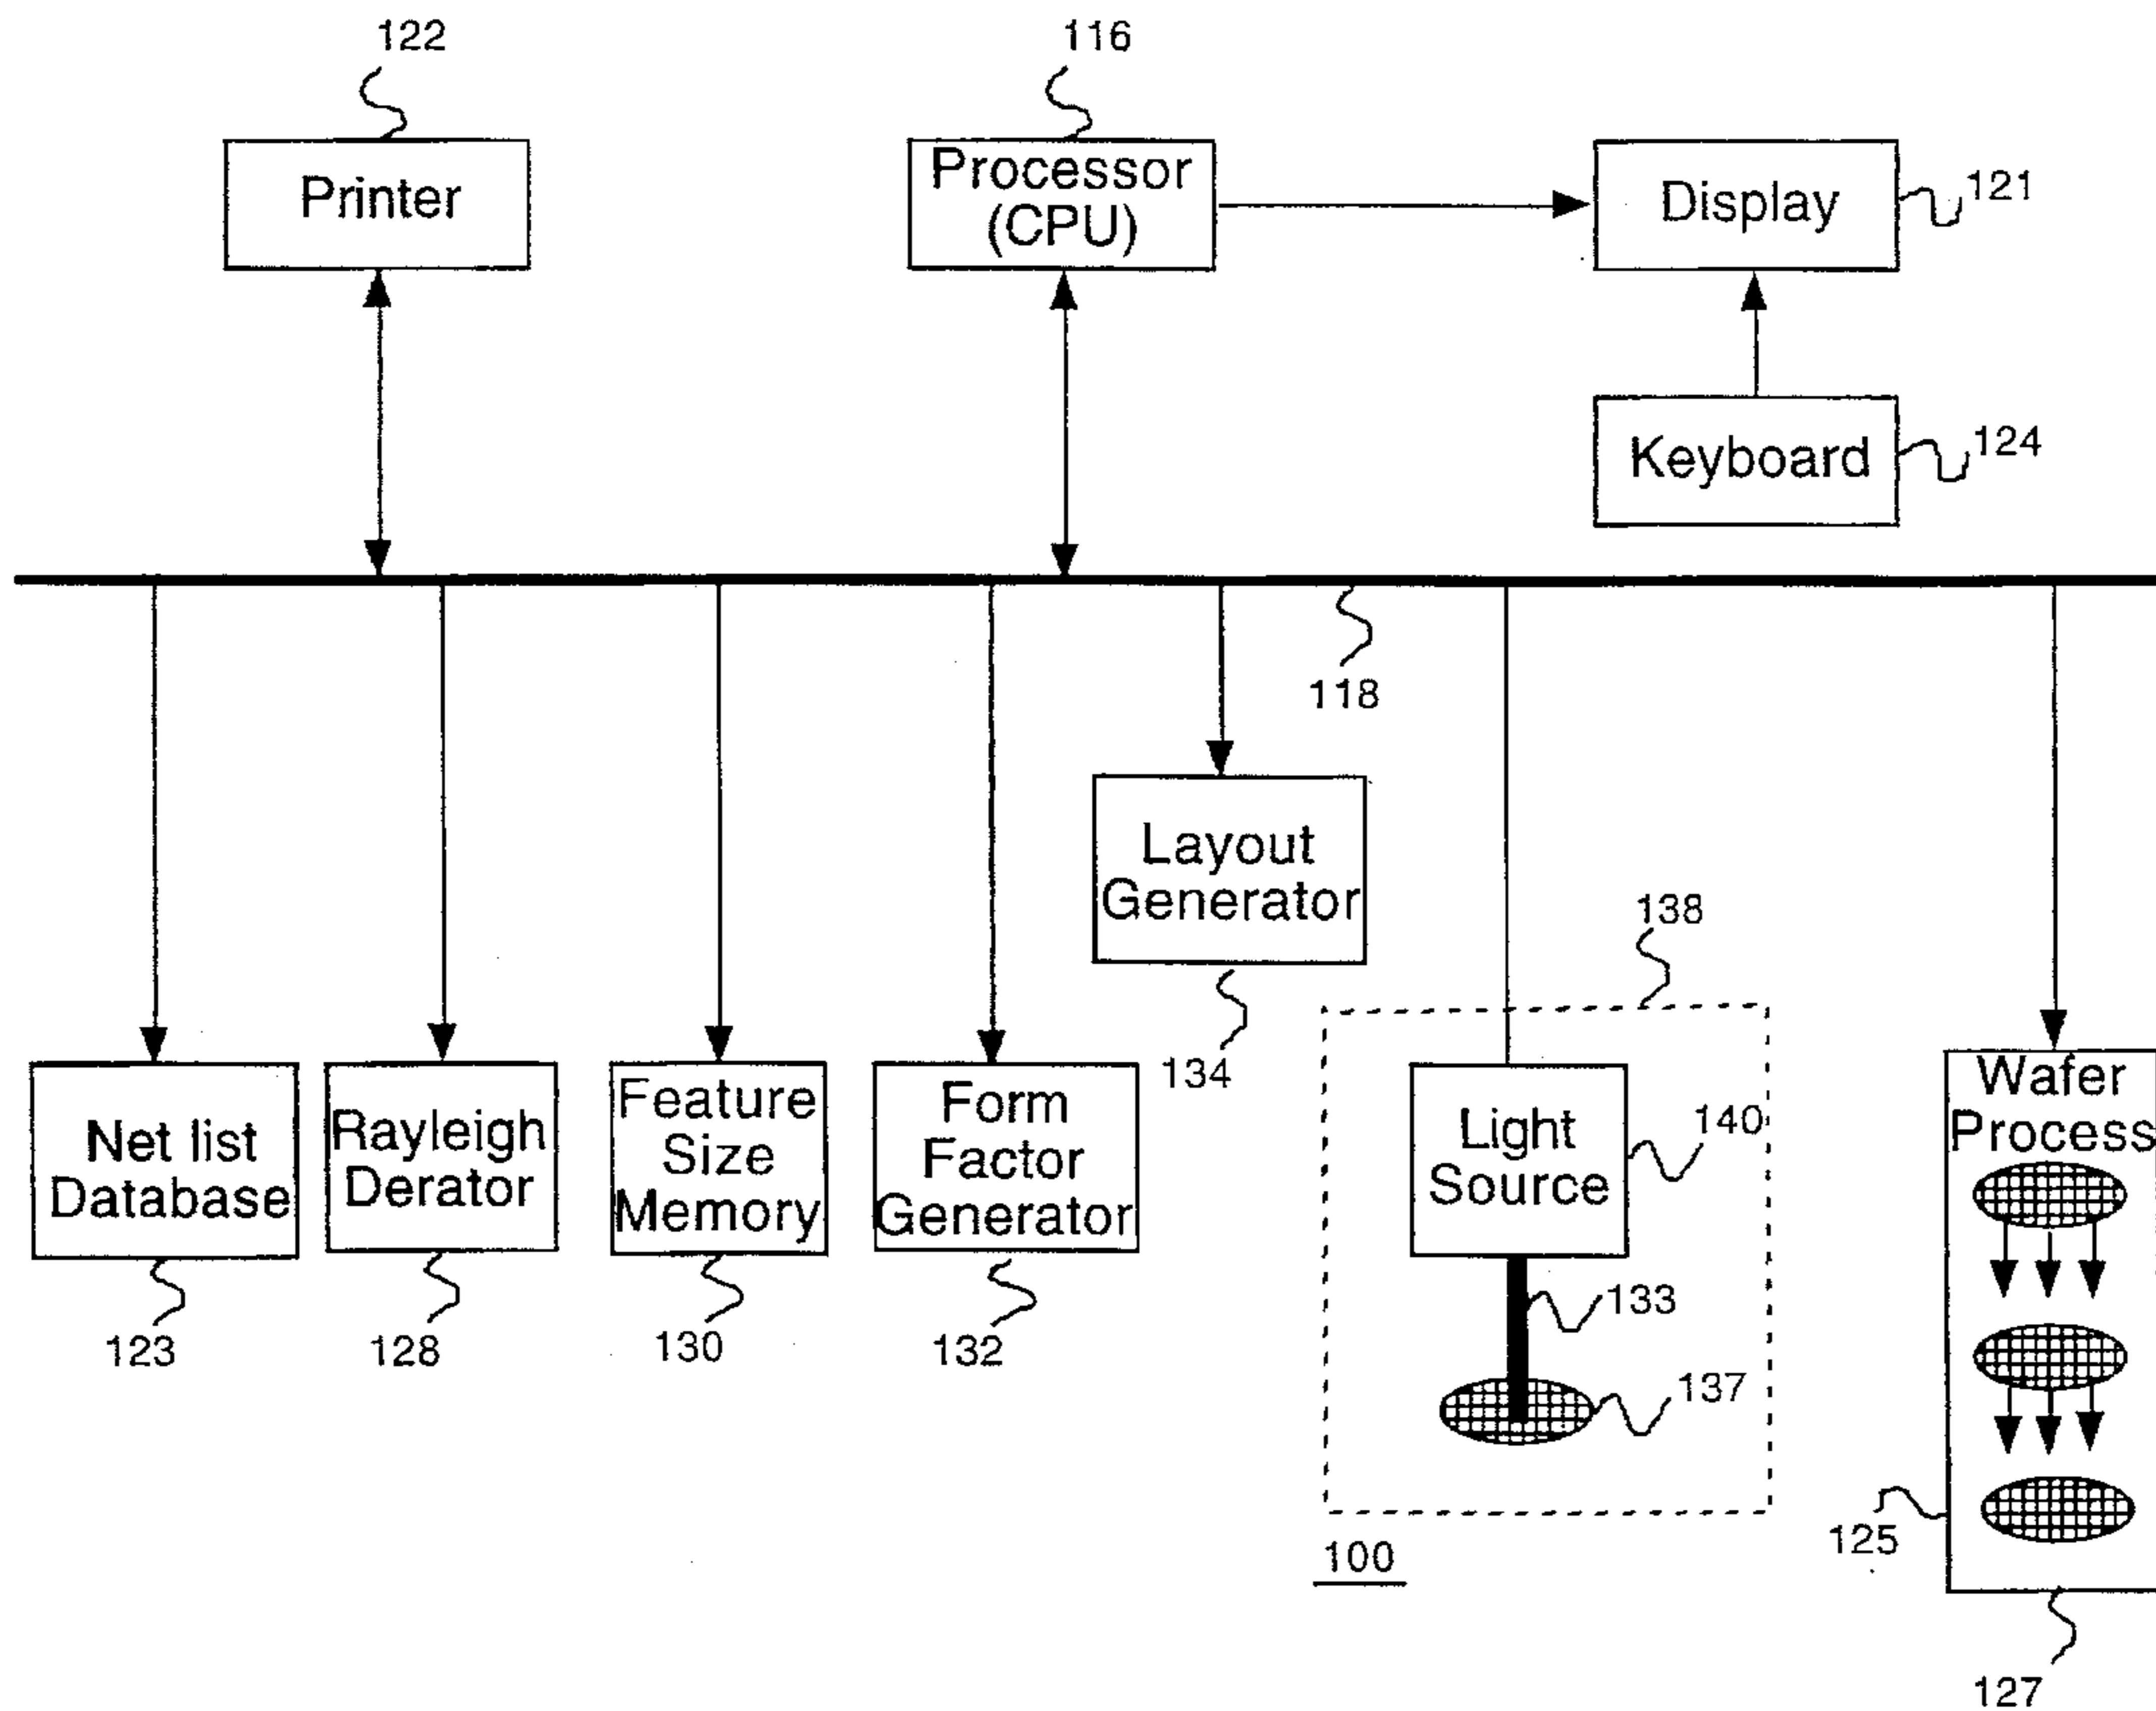 122
116
Printer
Processor
(CPU)
Display
121
Keyboard
124
118
Layout
Generator
134
138
Net list
Database
123
Rayleigh
Derator
128
Feature
Size
Memory
130
Form
Factor
Generator
132
Light
Source
140
133
137
100
Wafer
Process
125
127